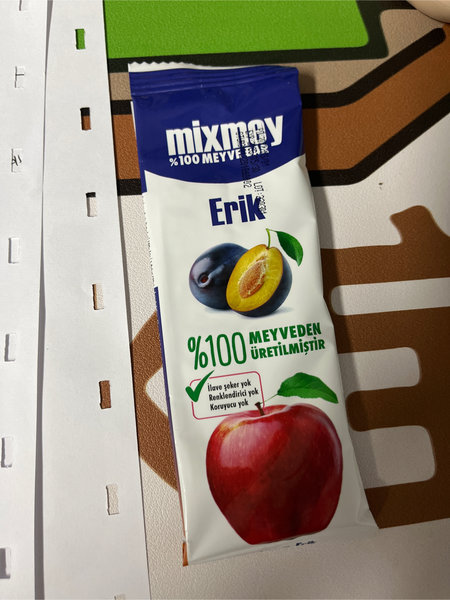 mixmey
%100 MEYVE BAR
Erik
%100 MEYVEDEN
ÜRETİLMİŞTİR
İlave şeker yok
Renklendirici yok
Koruyucu yok